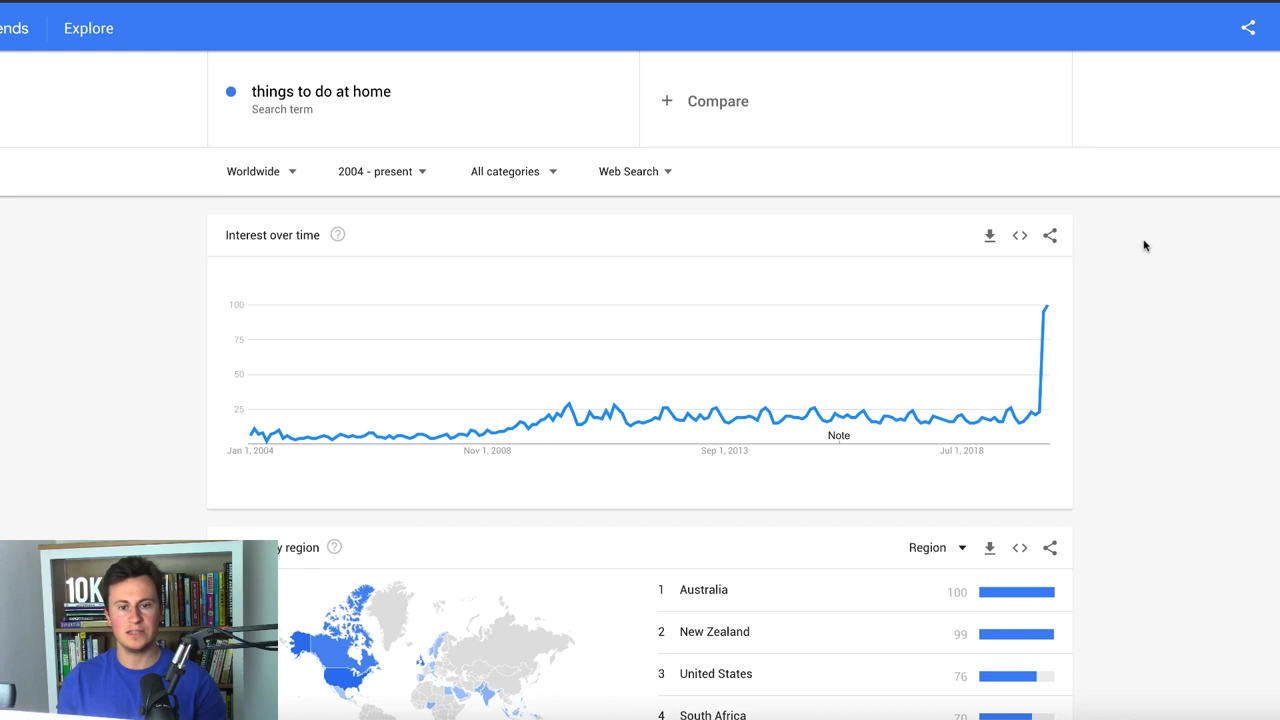 ends Explore
things to do at home
Search term
+ Compare
Worldwide 2004 - present All categories Web Search
Interest over time ?
100
75
50
25
Note
Jan 1, 2004 Nov 1, 2008 Sep 1, 2013 Jul 1, 2018
y region ? Region
1 Australia 100
2 New Zealand 99
3 United States 76
4 South Africa 70
10K